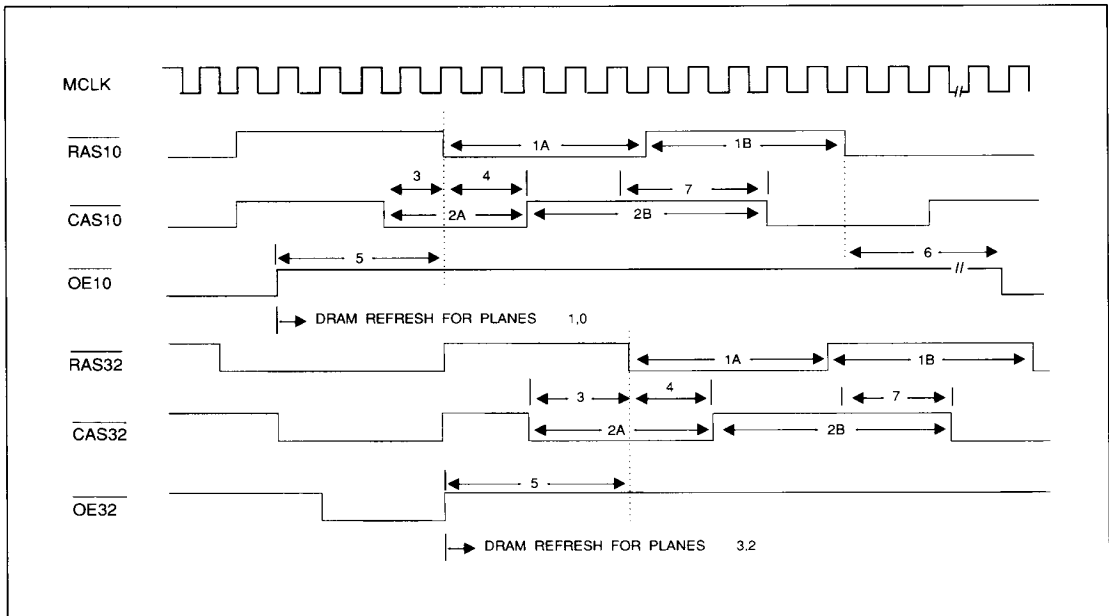 MCLK
//
RAS10
1A
1B
3
4
7
CAS10
2A
2B
5
6
OE10
//
DRAM REFRESH FOR PLANES 1,0
RAS32
1A
1B
3
4
7
CAS32
2A
2B
5
OE32
DRAM REFRESH FOR PLANES 3,2